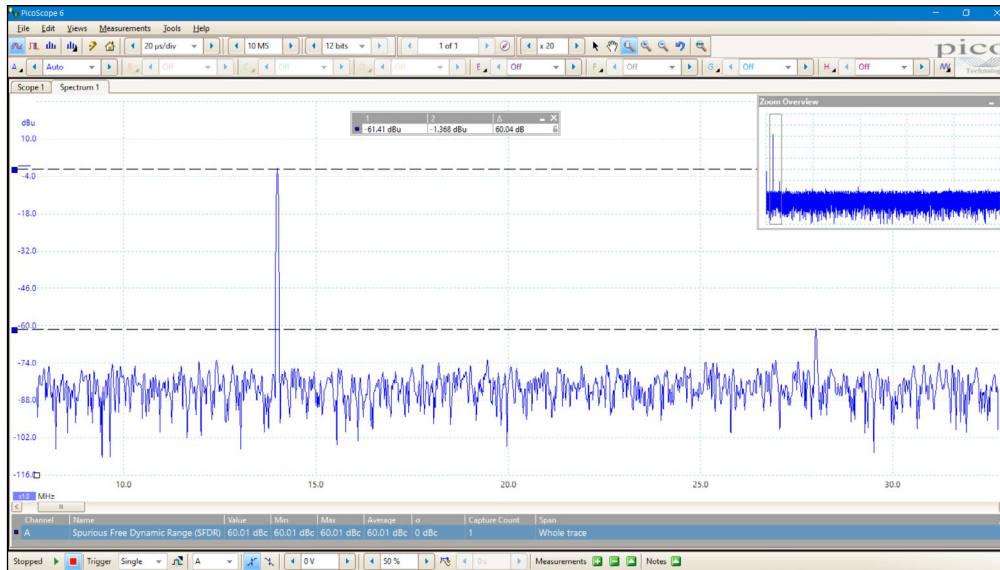 PicoScope 6
File Edit Views Measurements Tools Help
20 µs/div 10 MS 12 bits 1 of 1 x 20
pico
Technology
A Auto B Off C Off D Off E Off F Off G Off H Off
Scope 1 Spectrum 1
1 2 Δ
-61.41 dBu -1.368 dBu 60.04 dB
Zoom Overview
dBu
10.0
-4.0
-18.0
-32.0
-46.0
-60.0
-74.0
-88.0
-102.0
-116.0
10.0 15.0 20.0 25.0 30.0
x1.0 MHz
Channel Name Value Min Max Average σ Capture Count Span
A Spurious Free Dynamic Range (SFDR) 60.01 dBc 60.01 dBc 60.01 dBc 60.01 dBc 0 dBc 1 Whole trace
Stopped Trigger Single A 0 V 50 % 0 s Measurements Notes